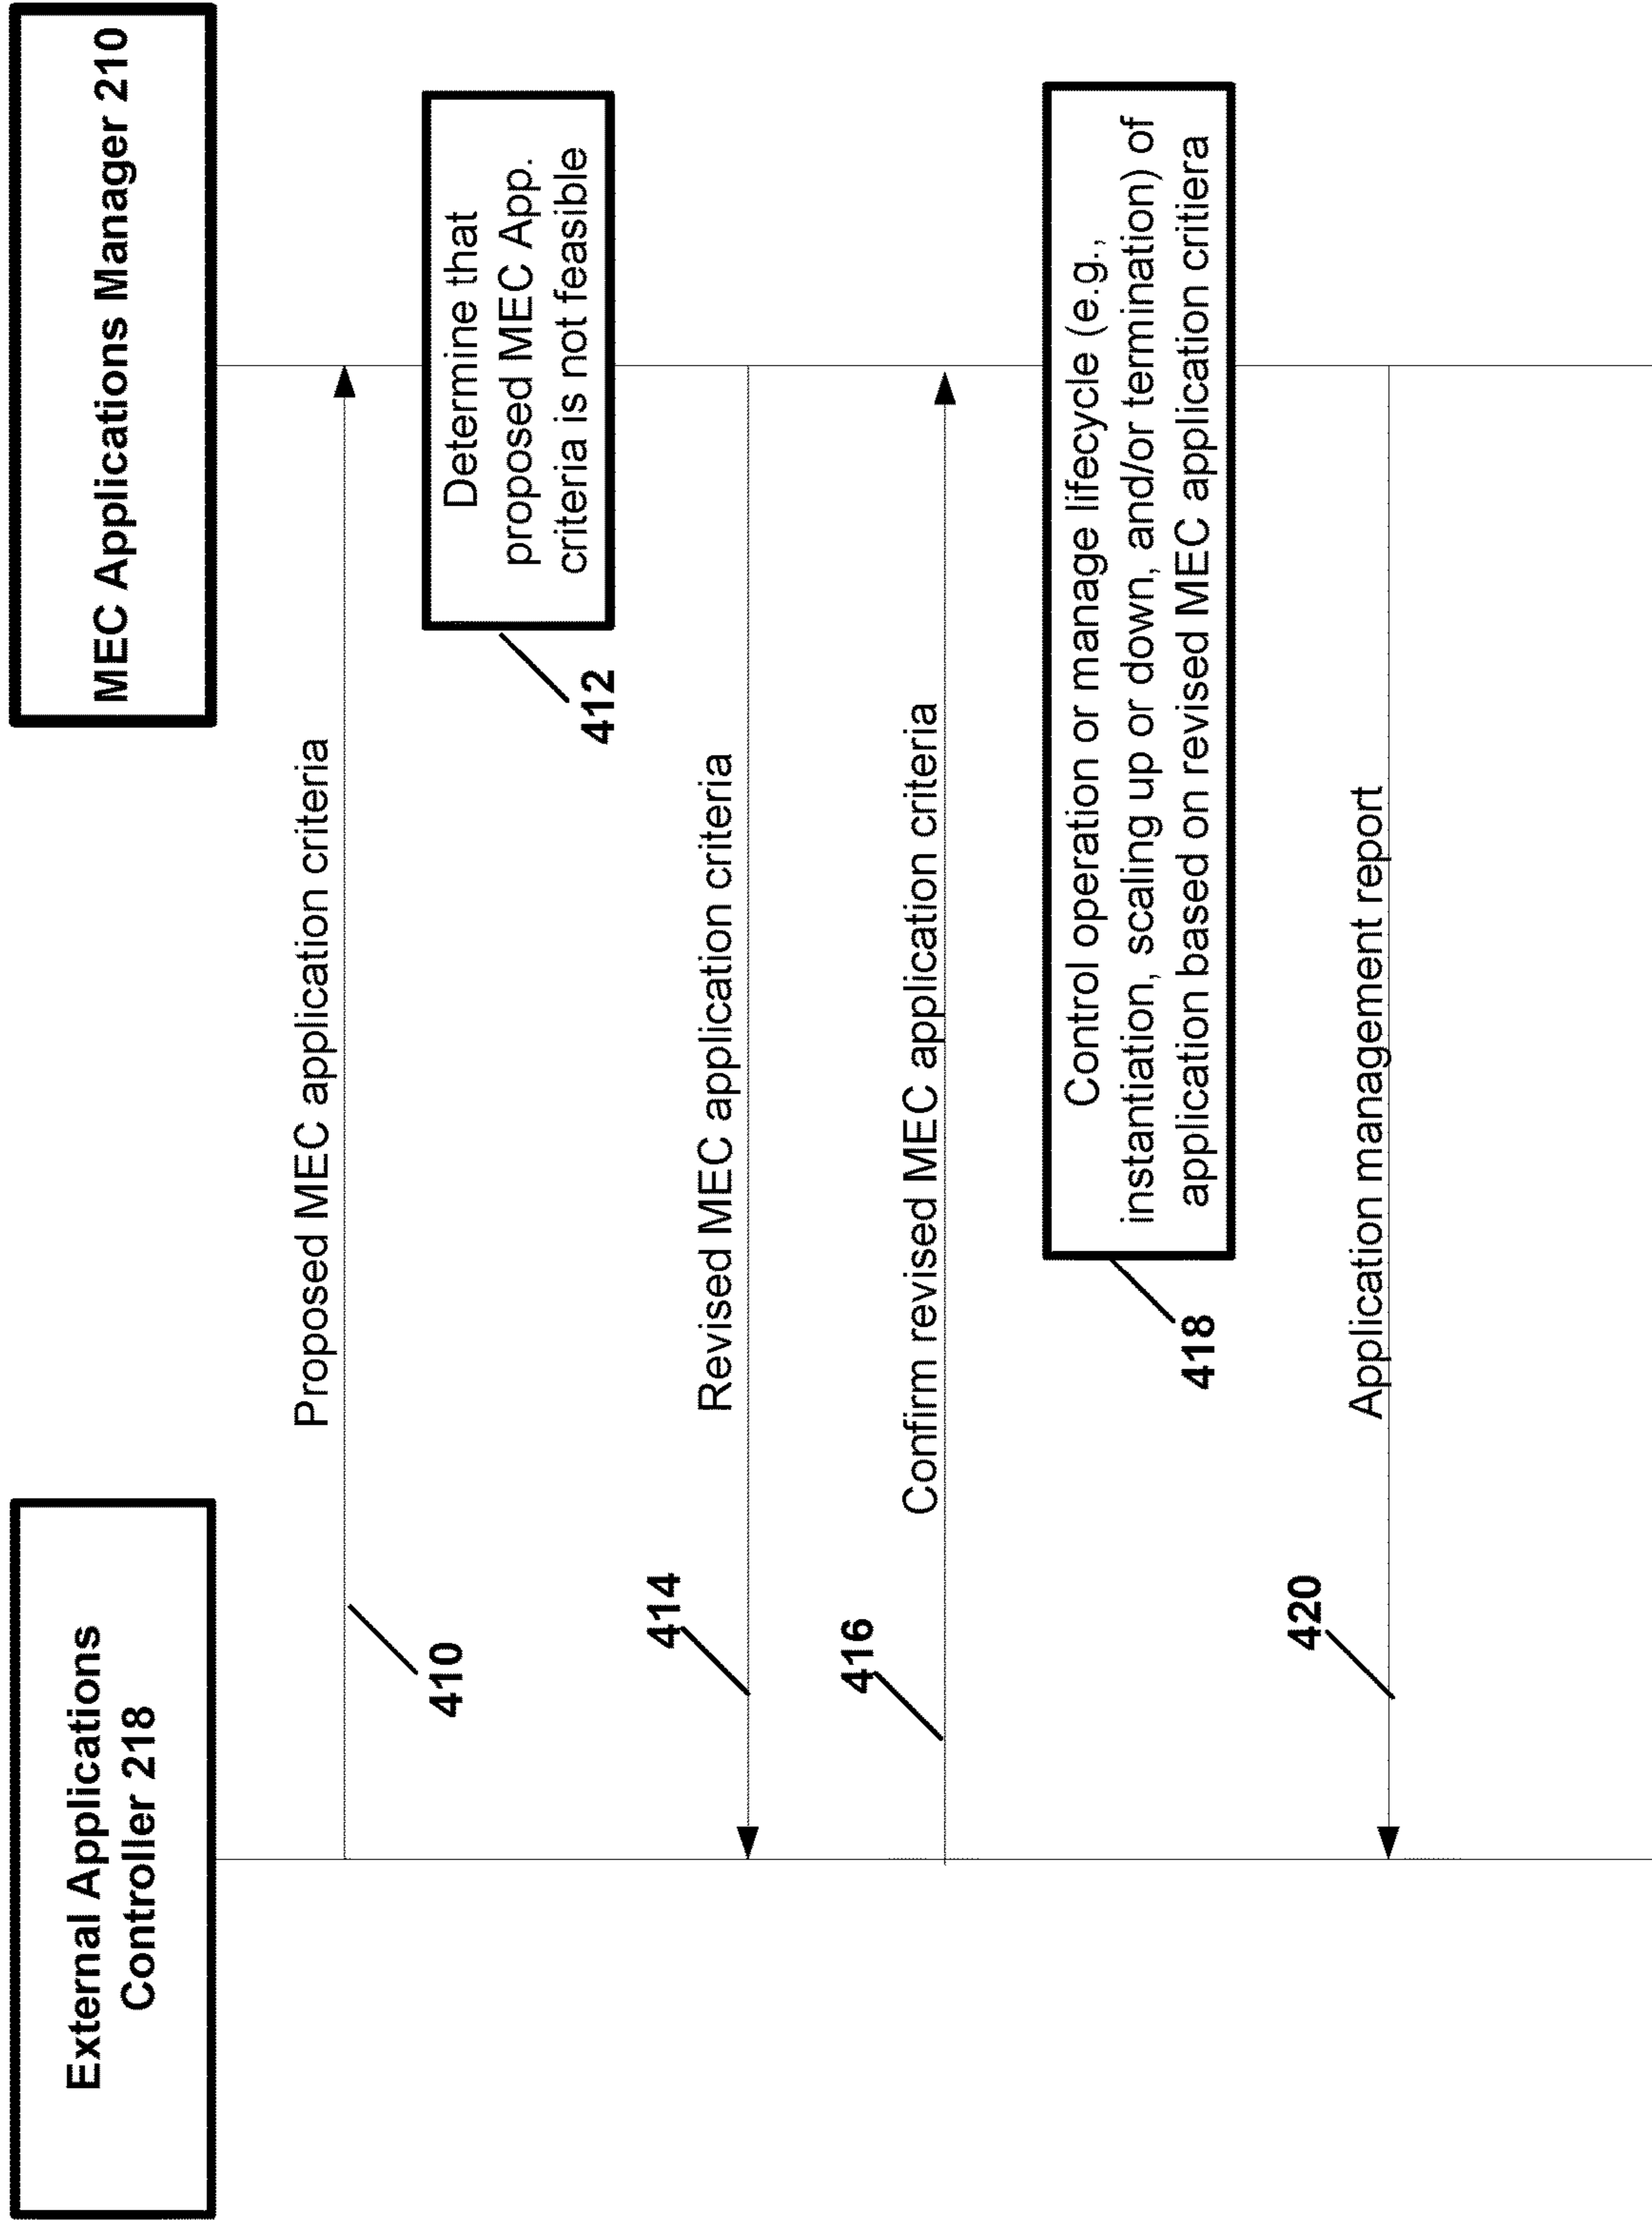 External Applications
Controller 218
MEC Applications Manager 210
Proposed MEC application criteria
410
Determine that
proposed MEC App.
criteria is not feasible
412
Revised MEC application criteria
414
Confirm revised MEC application criteria
416
Control operation or manage lifecycle (e.g.,
instantiation, scaling up or down, and/or termination) of
application based on revised MEC application critiera
418
Application management report
420